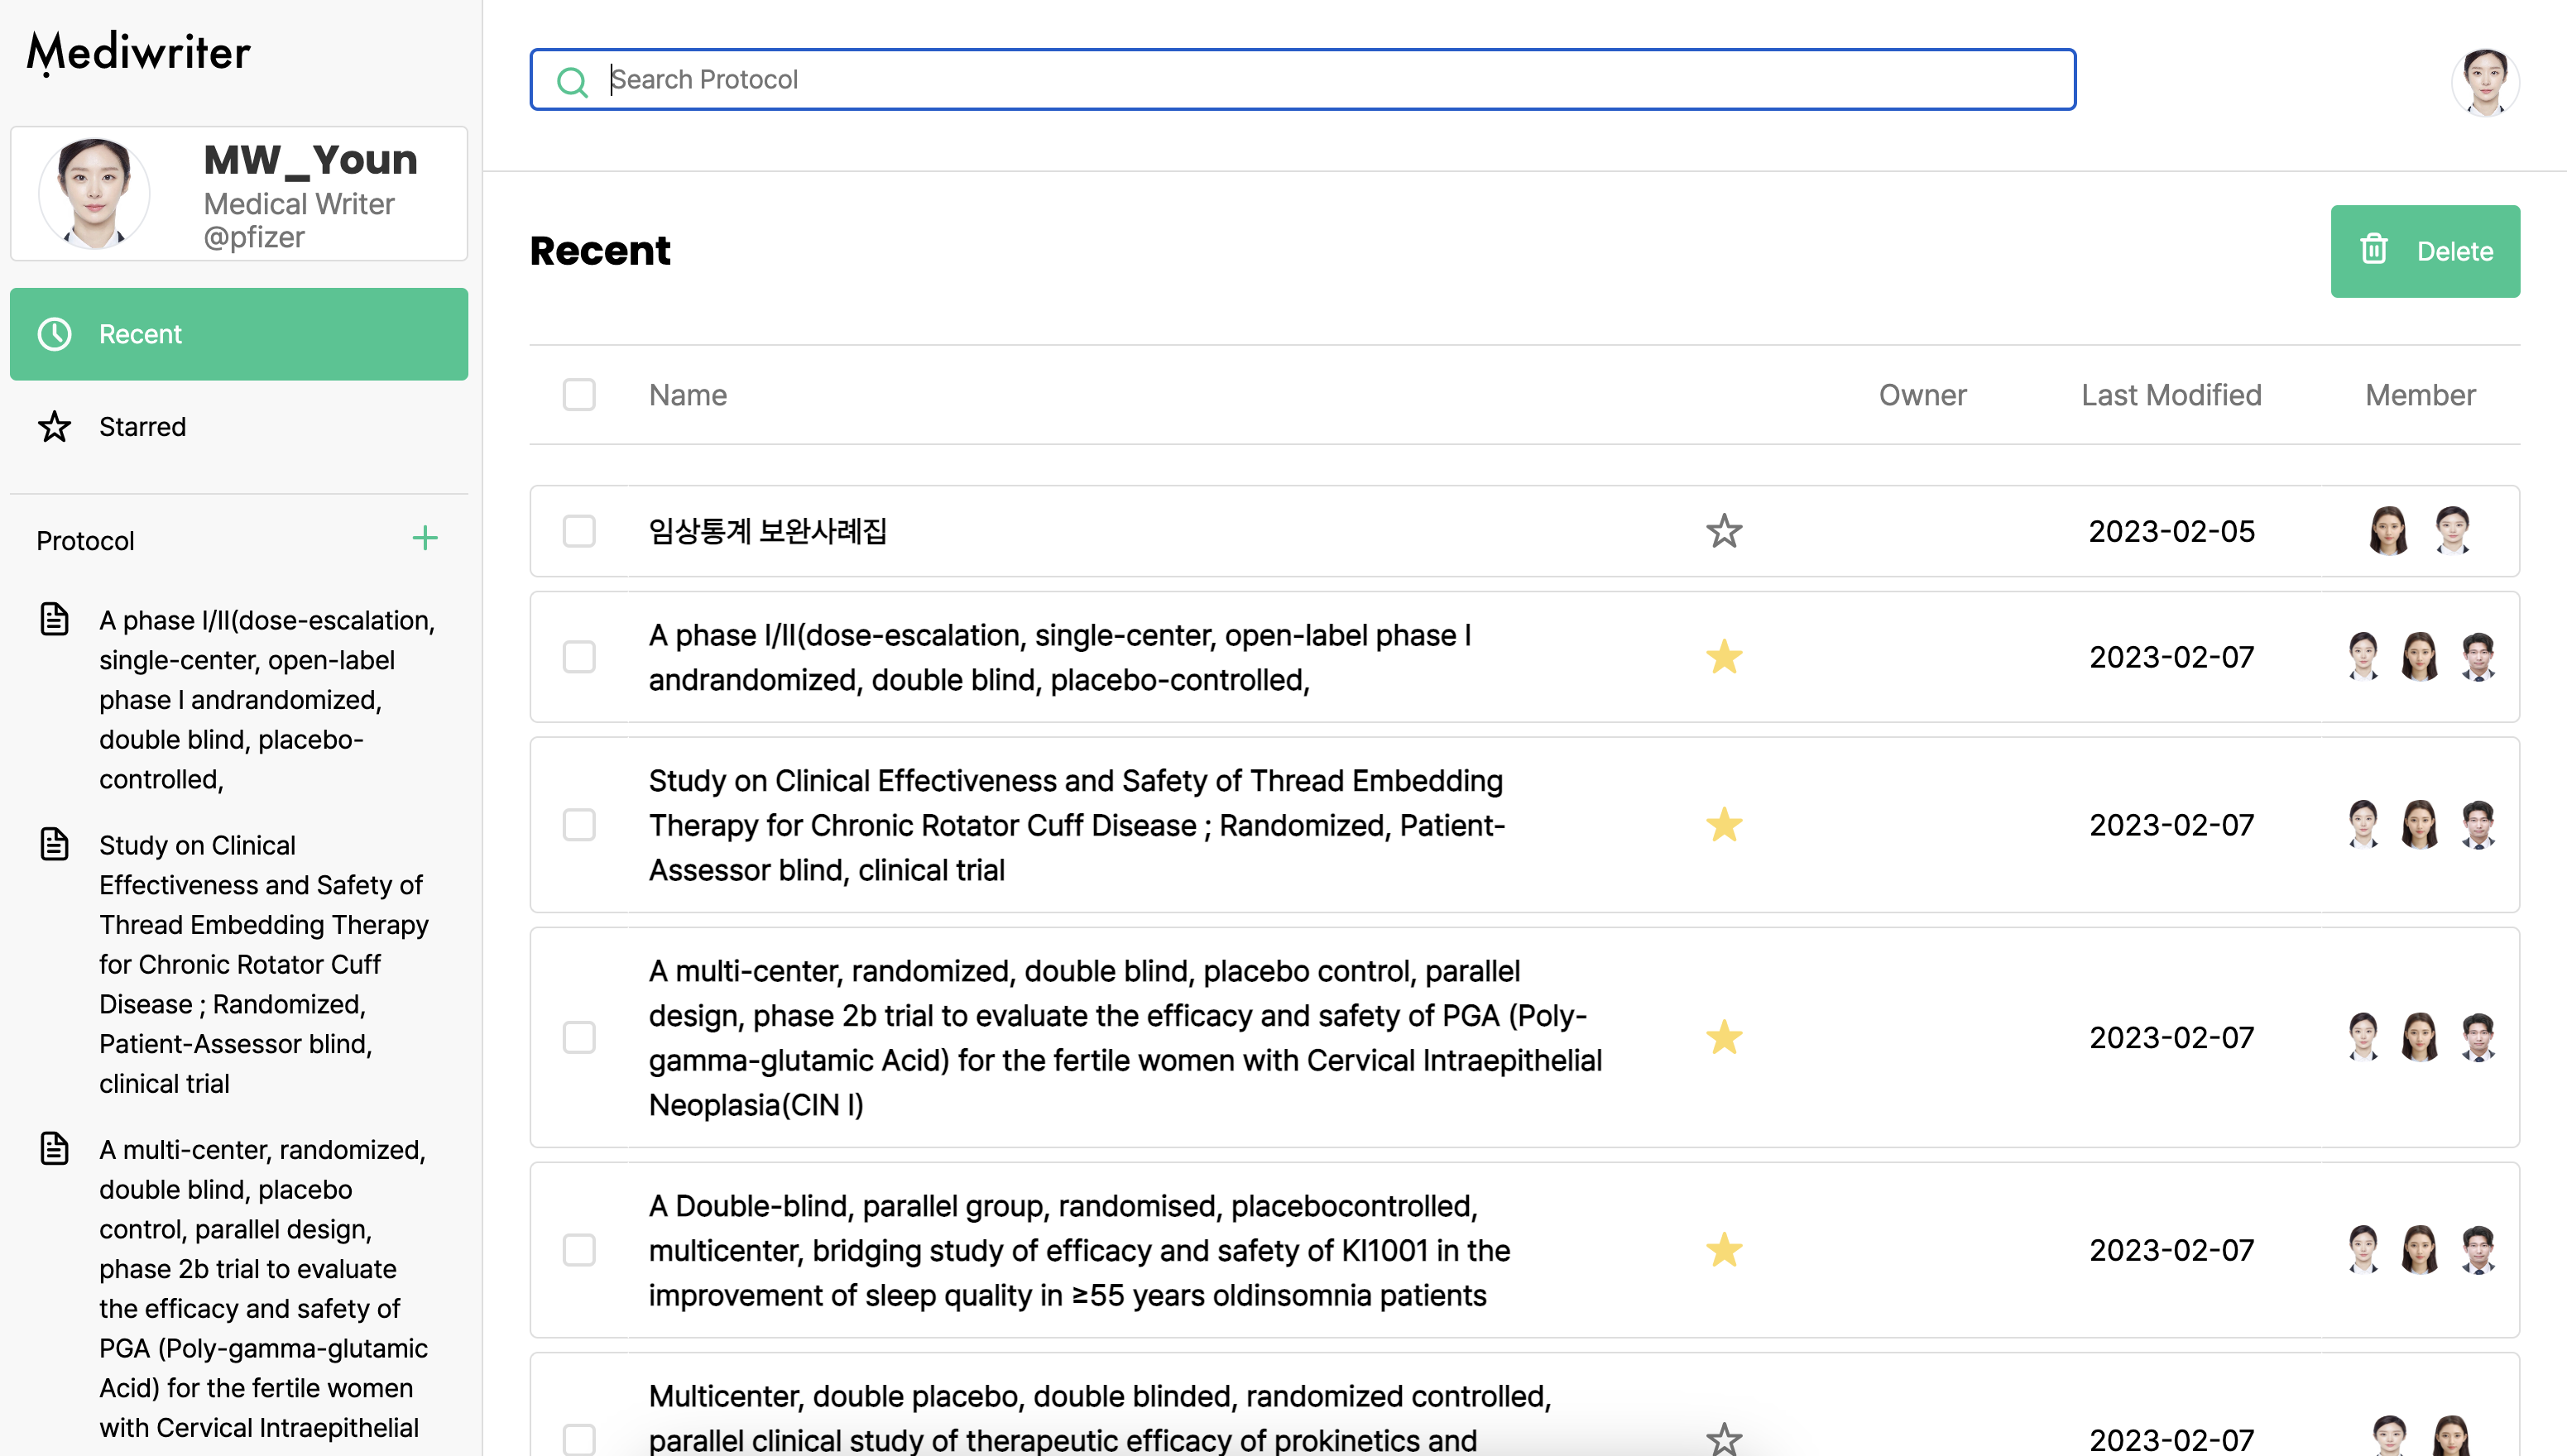 Mediwriter
MW_Youn
Medical Writer
@pfizer
Recent
Starred
Protocol
A phase I/II(dose-escalation,
single-center, open-label
phase I andrandomized,
double blind, placebo-
controlled,
Study on Clinical
Effectiveness and Safety of
Thread Embedding Therapy
for Chronic Rotator Cuff
Disease ; Randomized,
Patient-Assessor blind,
clinical trial
A multi-center, randomized,
double blind, placebo
control, parallel design,
phase 2b trial to evaluate
the efficacy and safety of
PGA (Poly-gamma-glutamic
Acid) for the fertile women
with Cervical Intraepithelial
Search Protocol
Recent
Delete
Name Owner Last Modified Member
임상통계 보완사례집 2023-02-05
A phase I/II(dose-escalation, single-center, open-label phase I
andrandomized, double blind, placebo-controlled,
2023-02-07
Study on Clinical Effectiveness and Safety of Thread Embedding
Therapy for Chronic Rotator Cuff Disease ; Randomized, Patient-
Assessor blind, clinical trial
2023-02-07
A multi-center, randomized, double blind, placebo control, parallel
design, phase 2b trial to evaluate the efficacy and safety of PGA (Poly-
gamma-glutamic Acid) for the fertile women with Cervical Intraepithelial
Neoplasia(CIN I)
2023-02-07
A Double-blind, parallel group, randomised, placebocontrolled,
multicenter, bridging study of efficacy and safety of KI1001 in the
improvement of sleep quality in ≥55 years oldinsomnia patients
2023-02-07
Multicenter, double placebo, double blinded, randomized controlled,
parallel clinical study of therapeutic efficacy of prokinetics and
2023-02-07